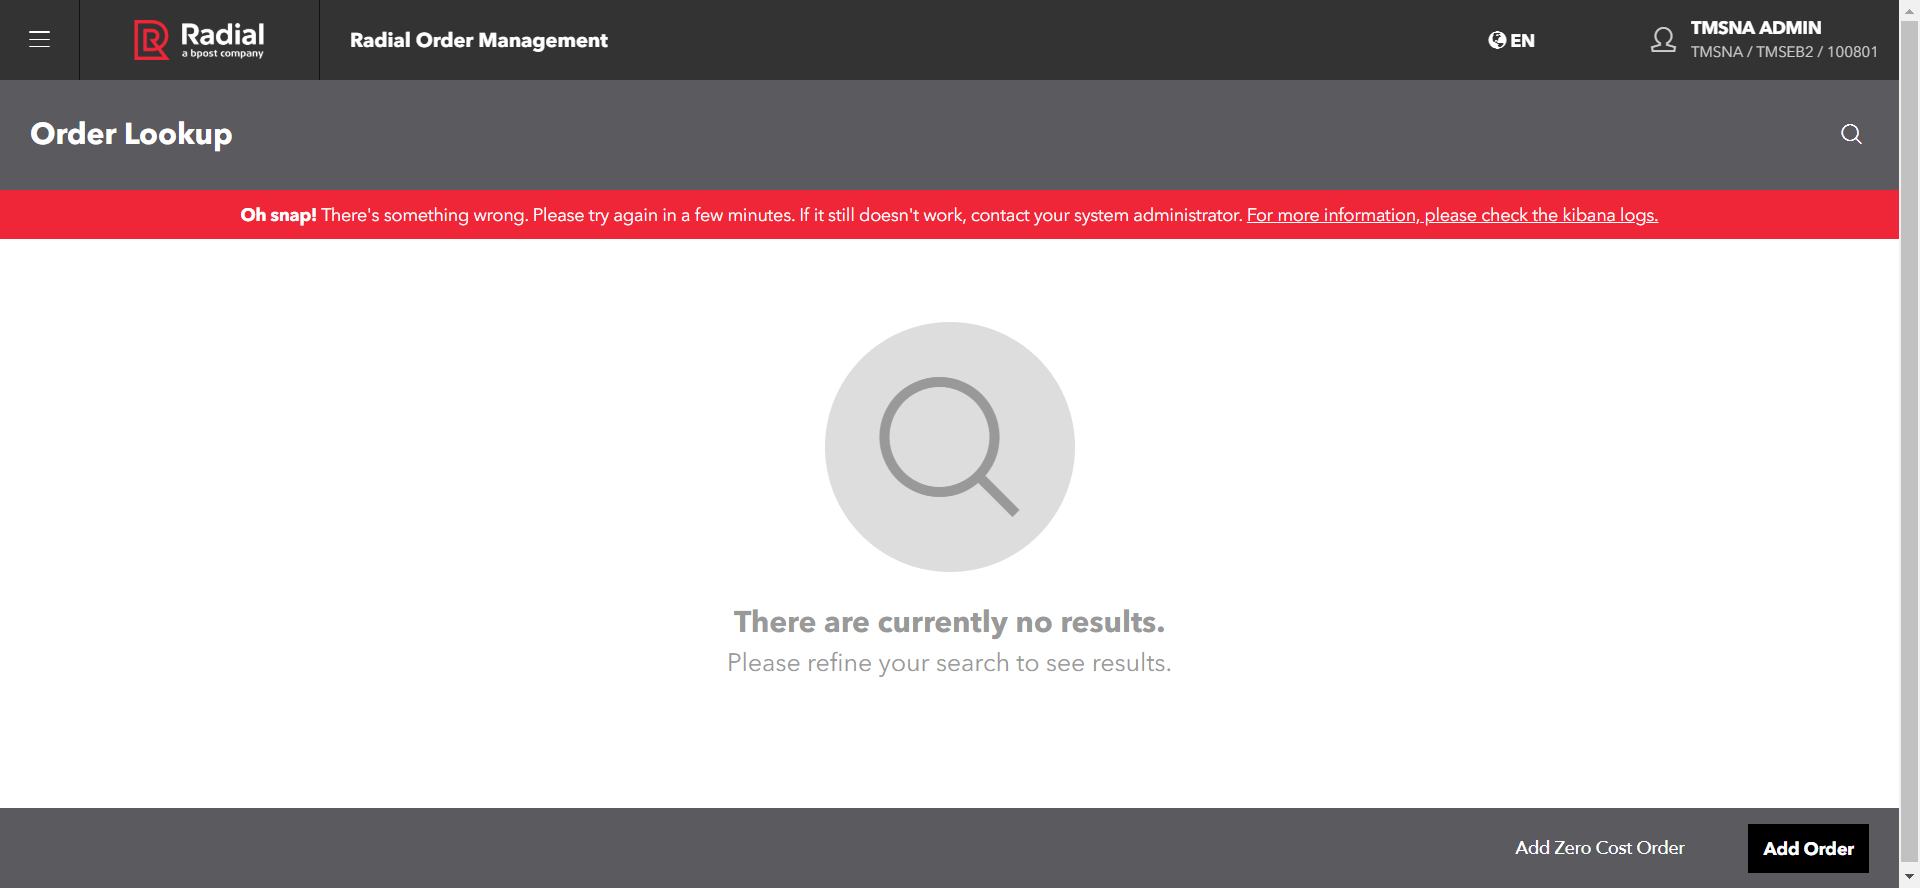 Radial
a bpost company
Radial Order Management
EN
TMSNA ADMIN
TMSNA / TMSEB2 / 100801
Order Lookup
Oh snap! There's something wrong. Please try again in a few minutes. If it still doesn't work, contact your system administrator. For more information, please check the kibana logs.
There are currently no results.
Please refine your search to see results.
Add Zero Cost Order
Add Order